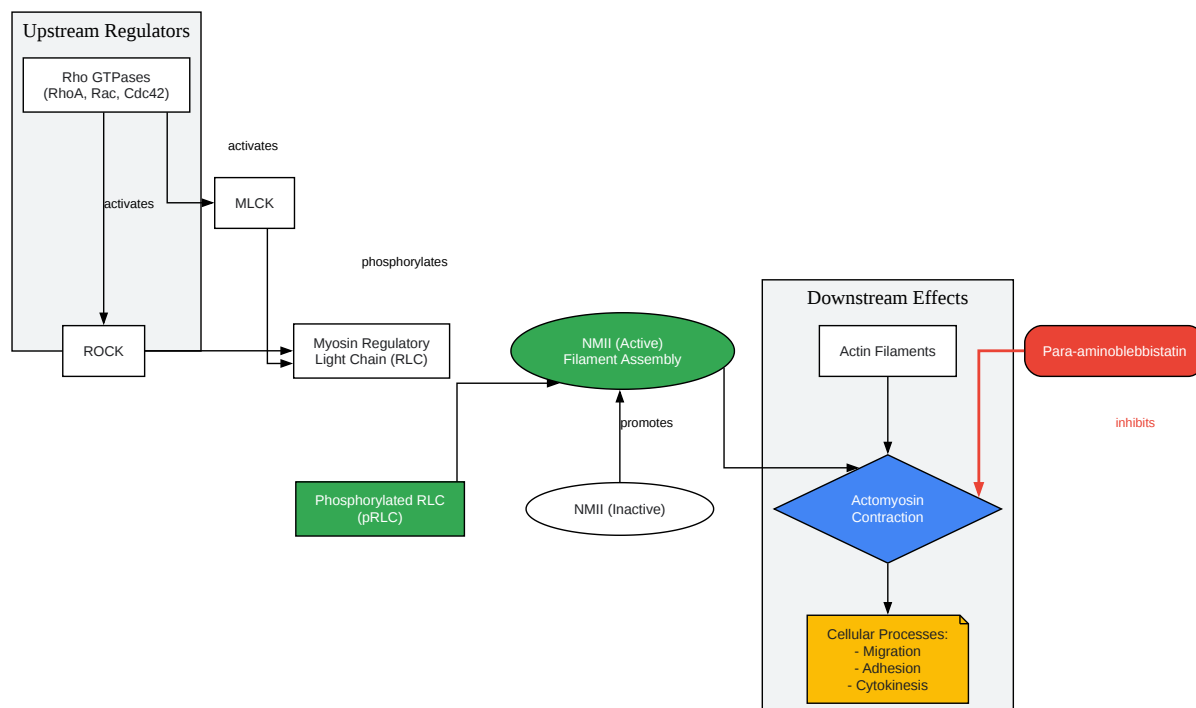 Upstream Regulators
Rho GTPases
(RhoA, Rac, Cdc42)
activates
activates
MLCK
phosphorylates
ROCK
Myosin Regulatory
Light Chain (RLC)
NMII (Active)
Filament Assembly
promotes
Phosphorylated RLC
(pRLC)
NMII (Inactive)
Downstream Effects
Actin Filaments
Para-aminoblebbistatin
inhibits
Actomyosin
Contraction
Cellular Processes:
- Migration
- Adhesion
- Cytokinesis